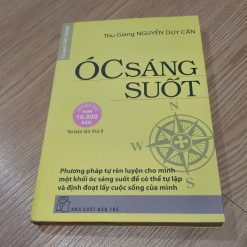 Thu Giang NGUYỄN DUY CẦN
ÓC SÁNG
SUỐT
HƠN
10.000
BẢN
Tái bản lần thứ 8
N
W
E
S
Phương pháp tự rèn luyện cho mình
một khối óc sáng suốt để có thể tự lập
và định đoạt lấy cuộc sống của mình
NHÀ XUẤT BẢN TRẺ